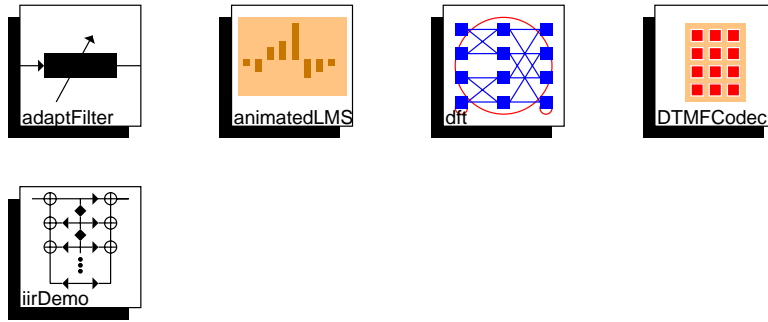 adaptFilter
animatedLMS
dft
DTMFCodec
iirDemo